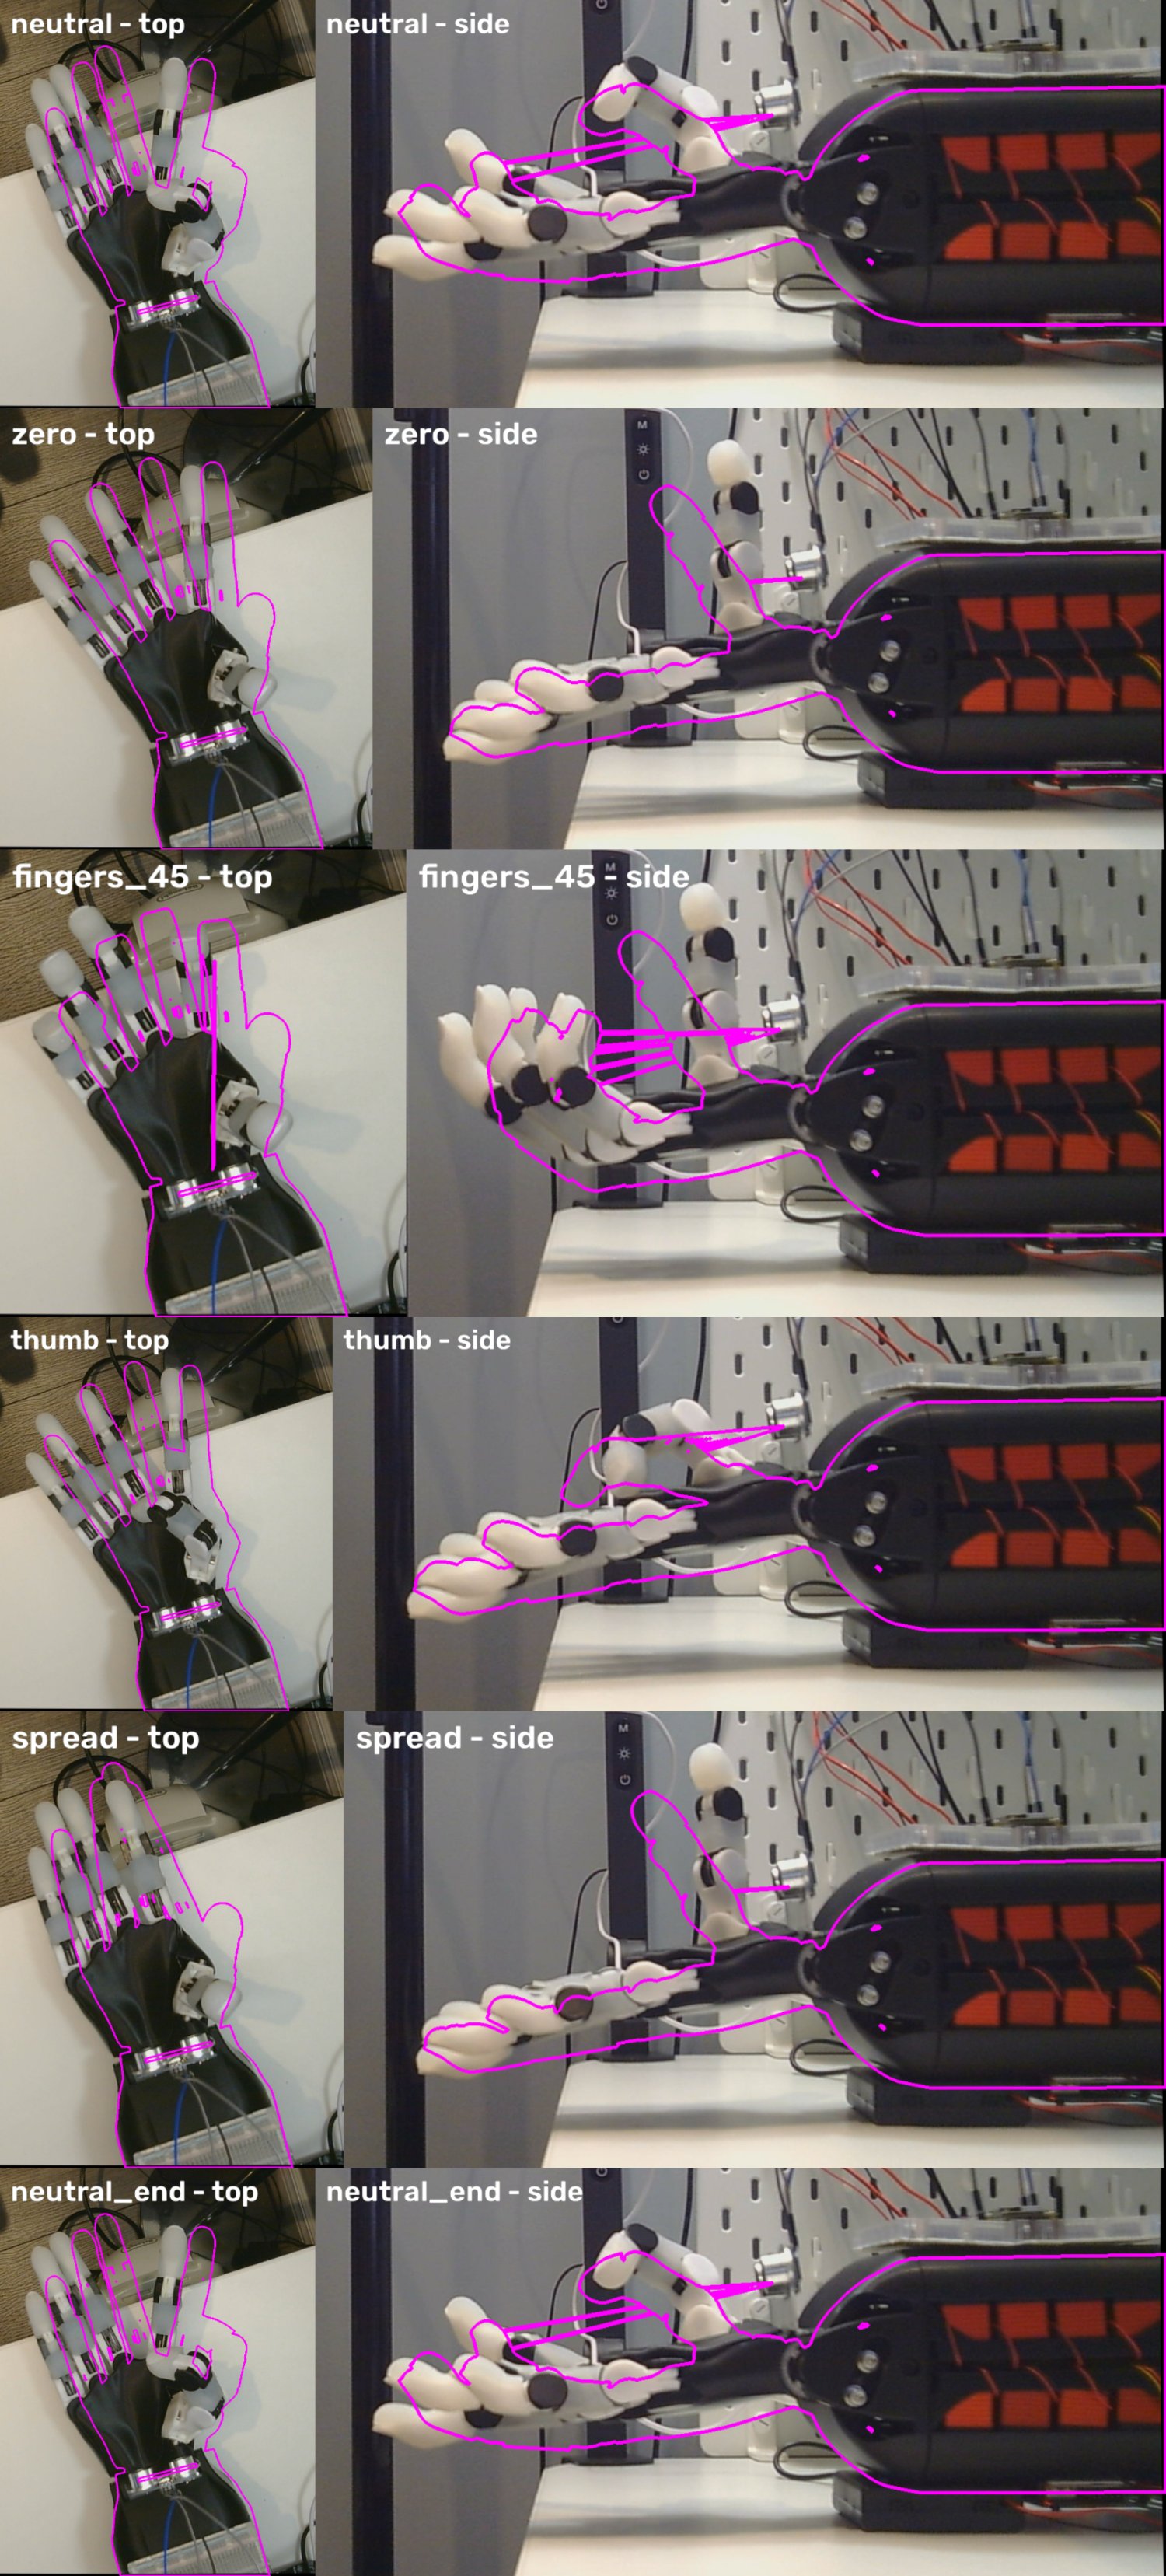 neutral - top
neutral - side
zero - top
zero - side
M
fingers_45 - top
fingers_45 - side
M
thumb - top
thumb - side
spread - top
spread - side
M
neutral_end - top
neutral_end - side